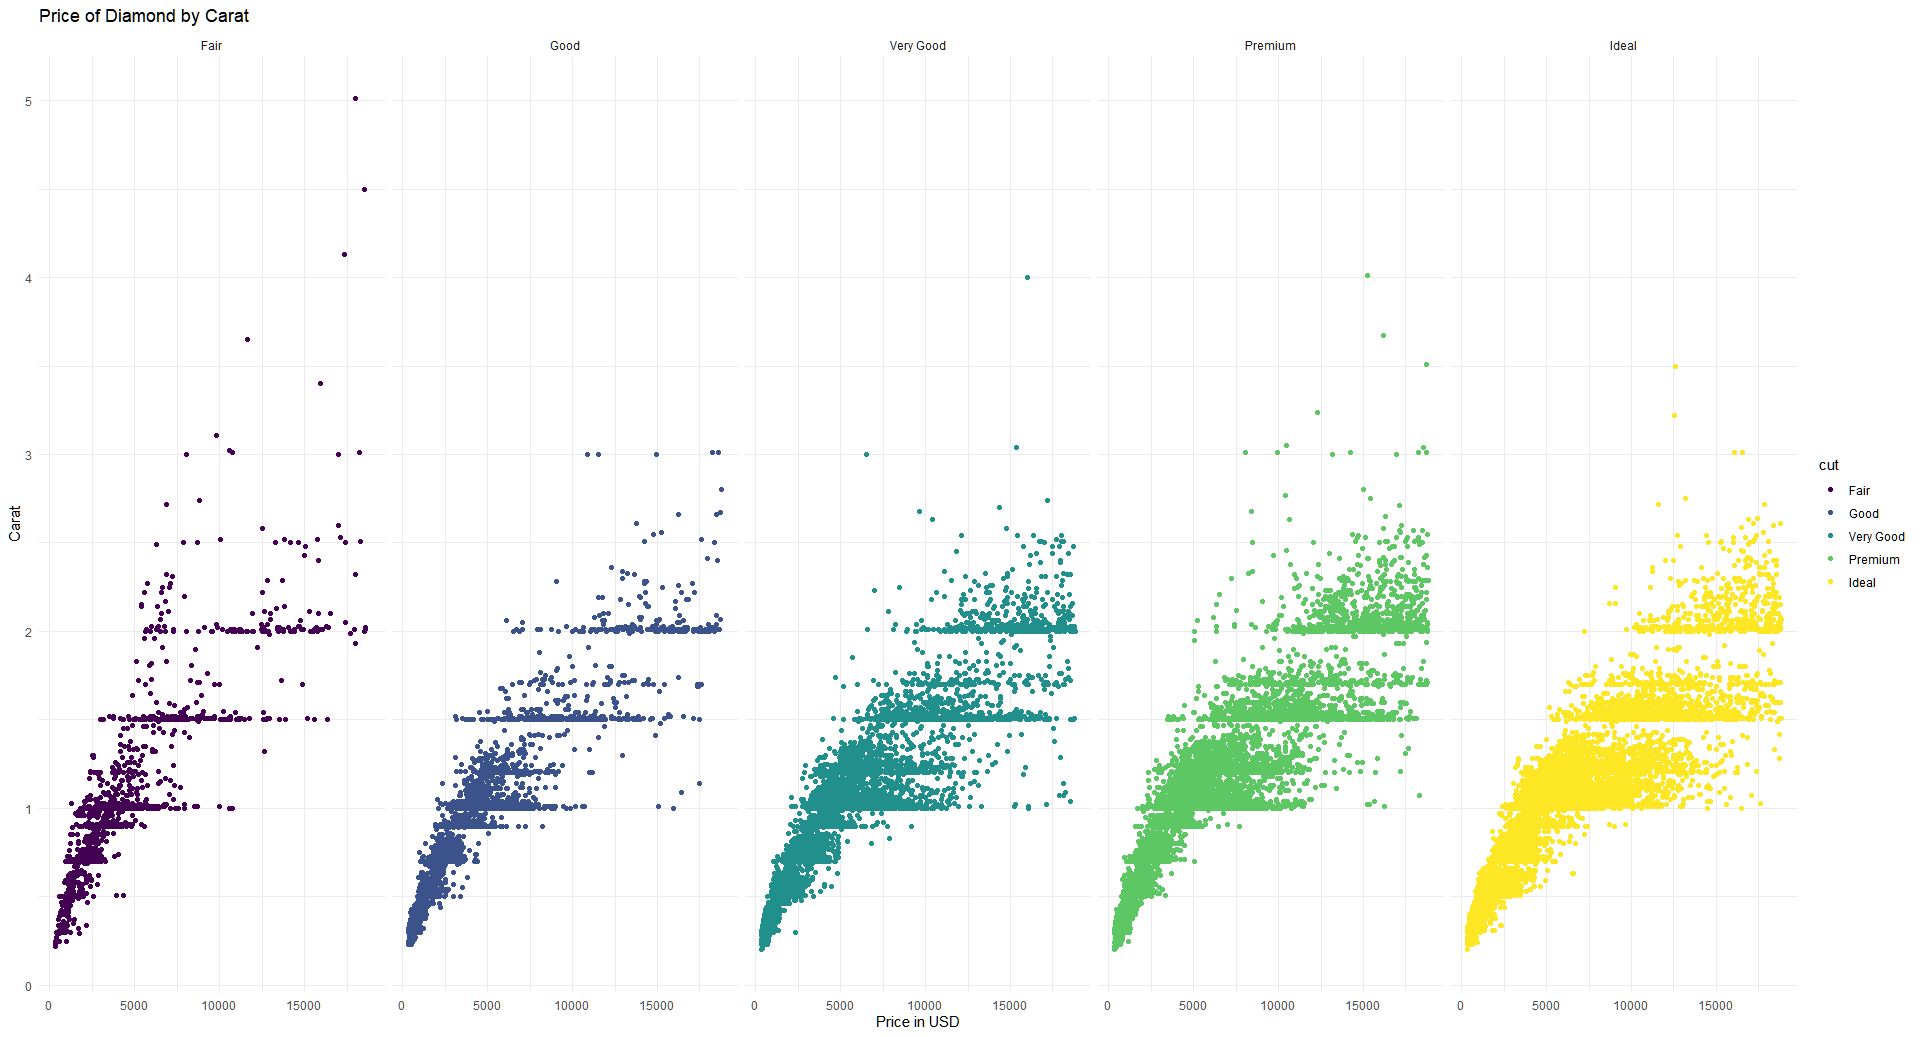 Price of Diamond by Carat
Fair Good Very Good Premium Ideal
5
4
3
2
1
0
Carat
0 5000 10000 15000 0 5000 10000 15000 0 5000 10000 15000 0 5000 10000 15000 0 5000 10000 15000
Price in USD
cut
Fair
Good
Very Good
Premium
Ideal